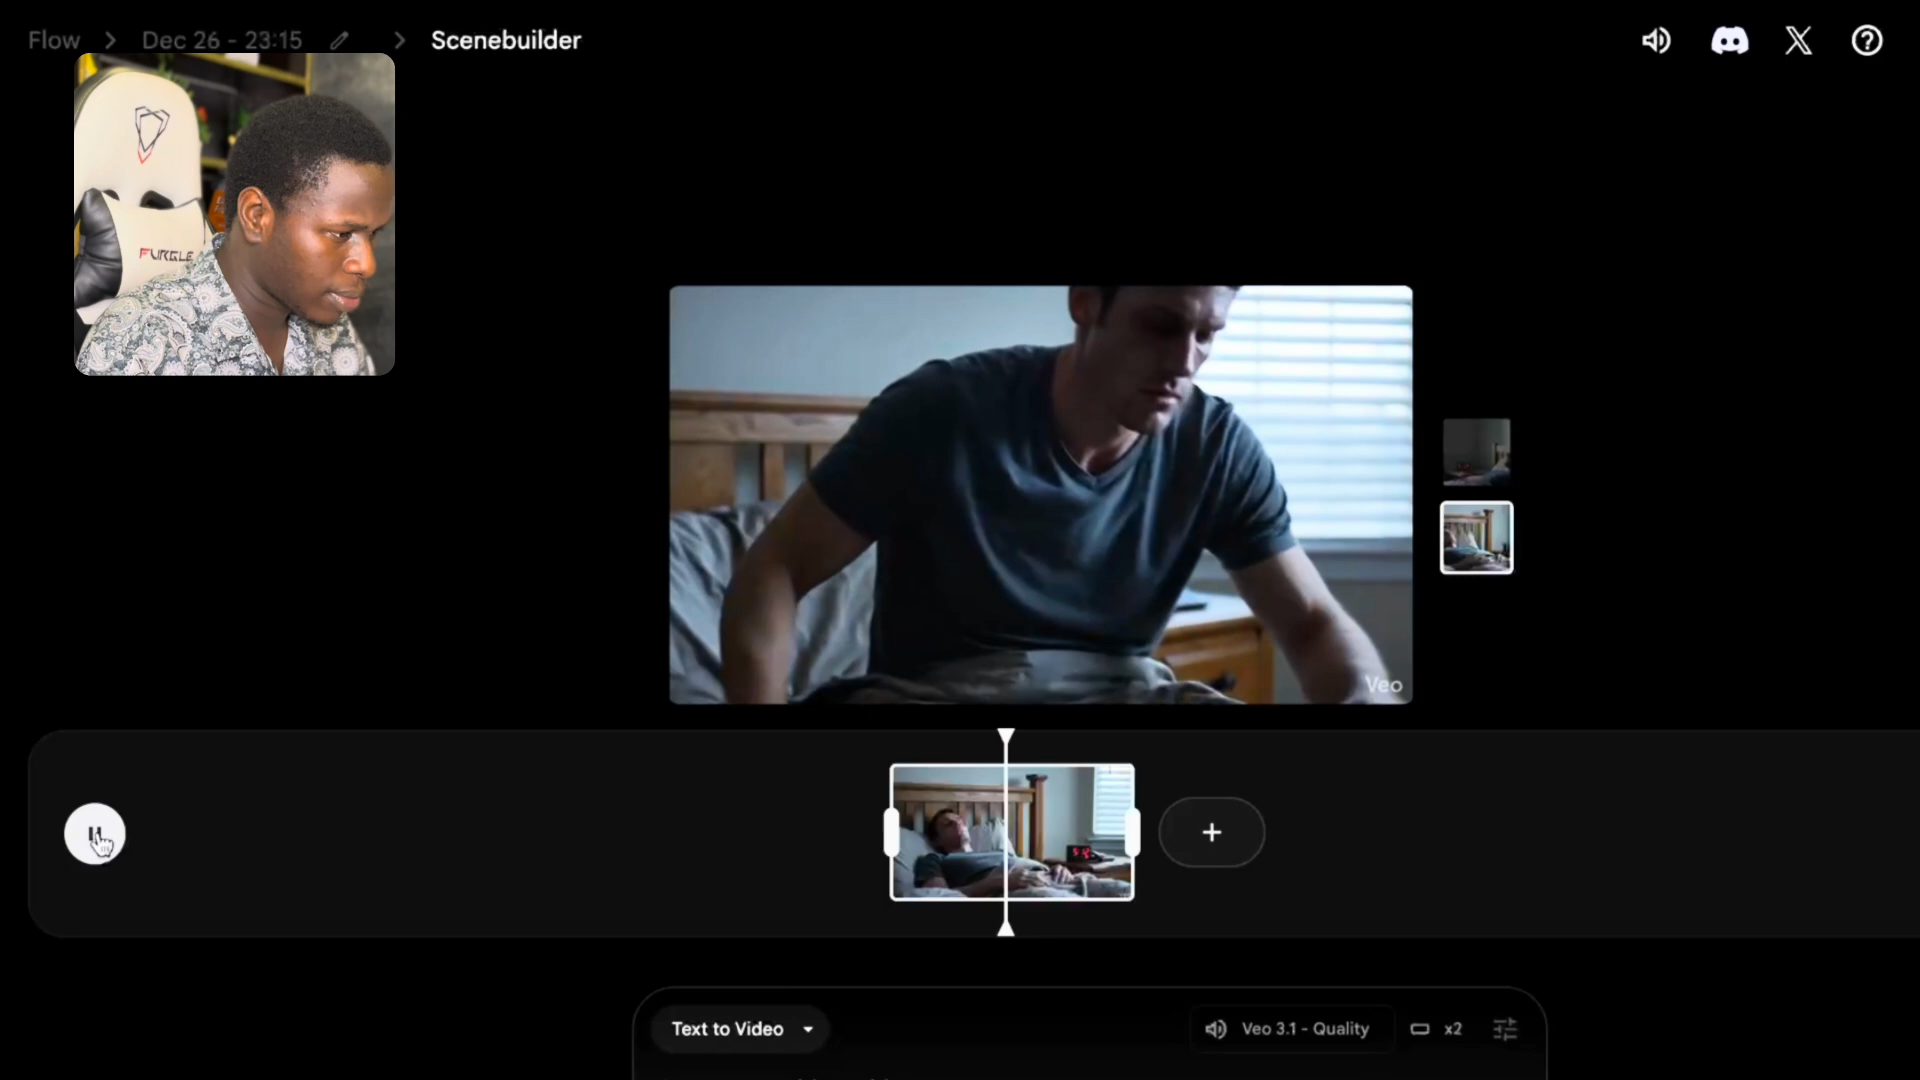 Flow > Dec 26 - 23:15 > Scenebuilder
FURGLE
Veo
+
Text to Video
Veo 3.1 - Quality
x2